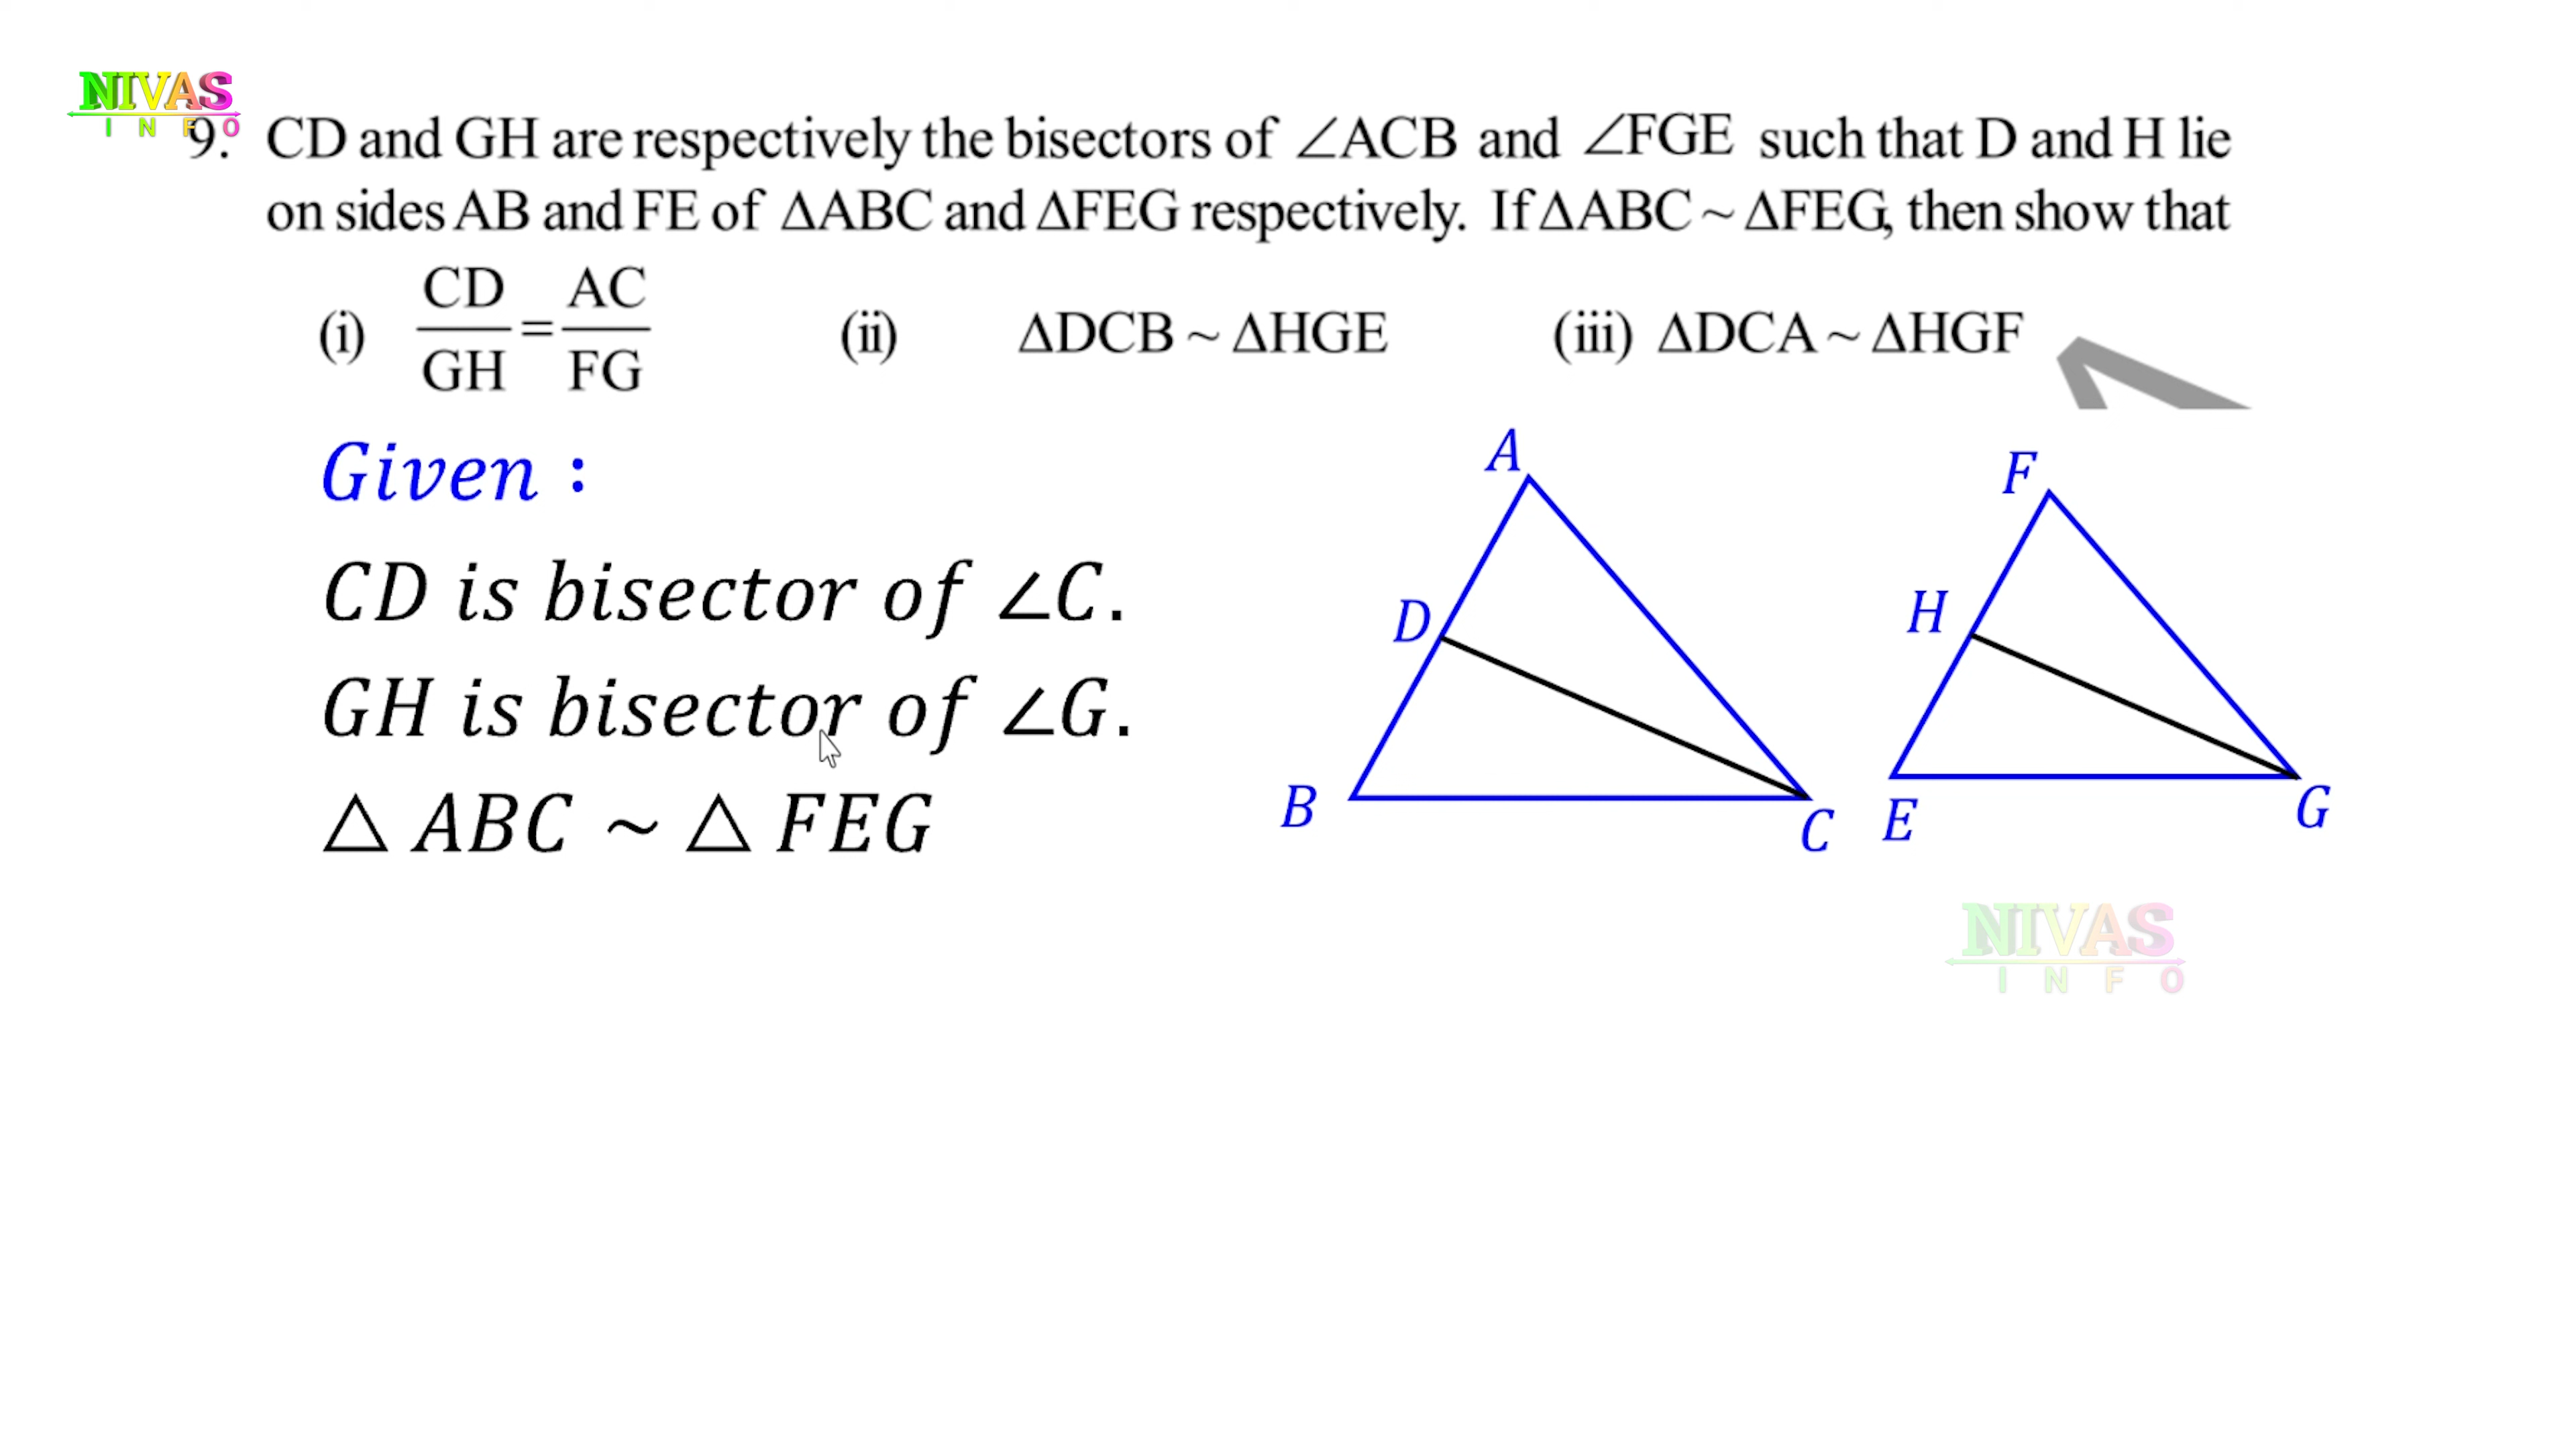 NIVAS
INFO
9. CD and GH are respectively the bisectors of ∠ACB and ∠FGE such that D and H lie
on sides AB and FE of ΔABC and ΔFEG respectively. If ΔABC ~ ΔFEG, then show that
(i) CD/GH = AC/FG (ii) ΔDCB ~ ΔHGE (iii) ΔDCA ~ ΔHGF
Given :
CD is bisector of ∠C.
GH is bisector of ∠G.
△ ABC ~ △ FEG
A
D
B
C
F
H
E
G
NIVAS
INFO